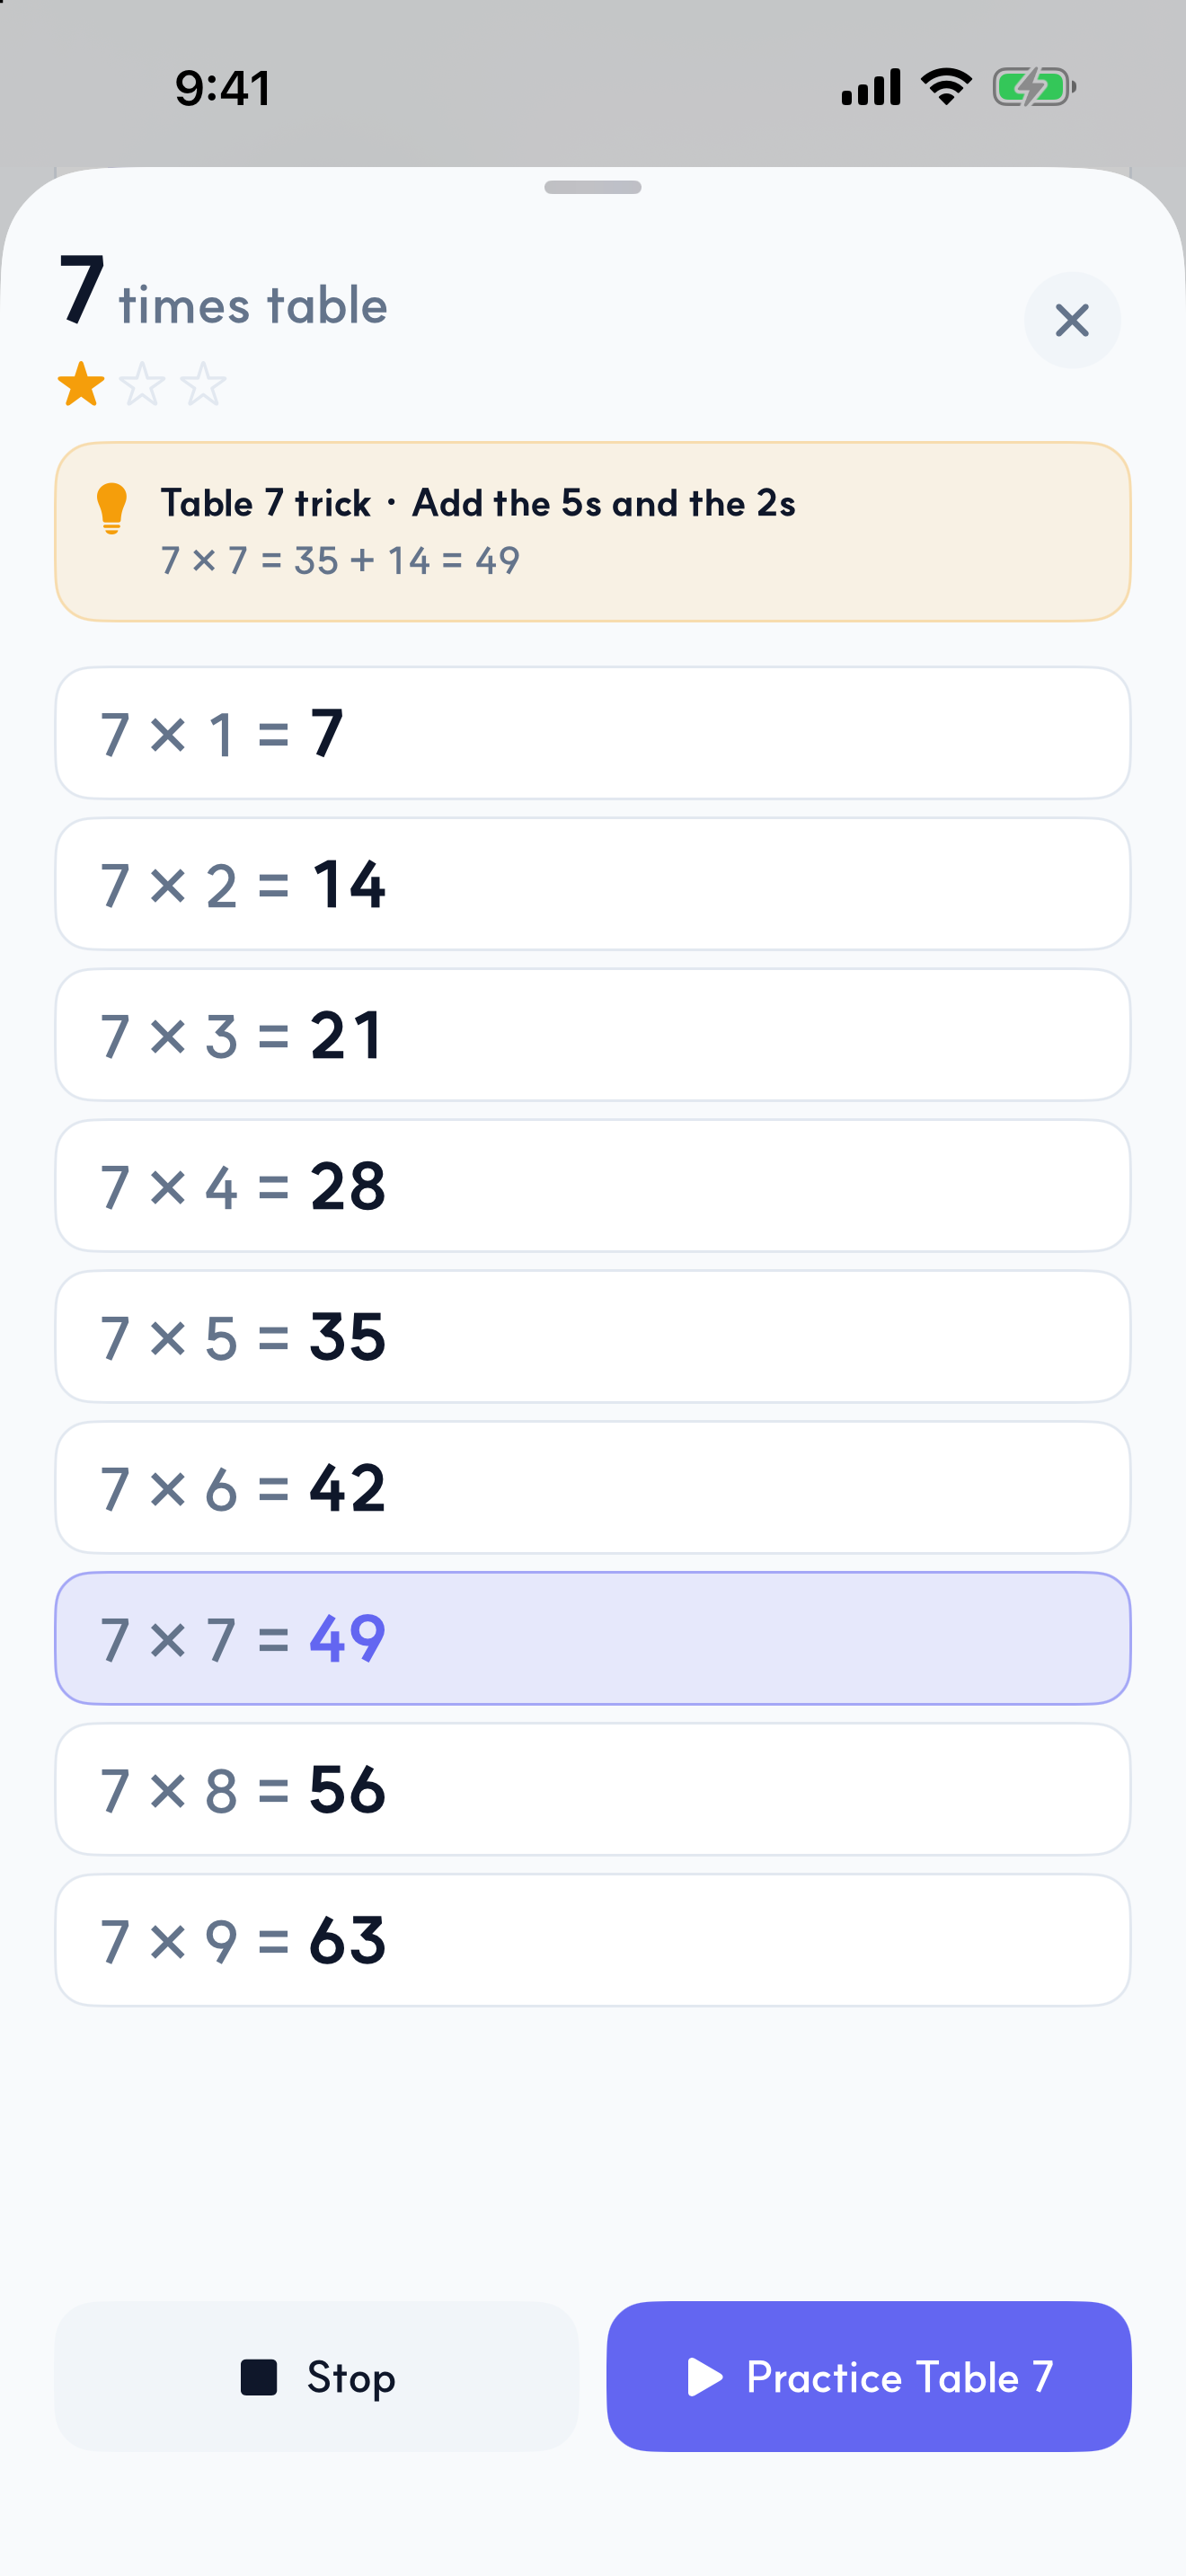 9:41
7 times table
Table 7 trick · Add the 5s and the 2s
7 × 7 = 35 + 14 = 49
7 × 1 = 7
7 × 2 = 14
7 × 3 = 21
7 × 4 = 28
7 × 5 = 35
7 × 6 = 42
7 × 7 = 49
7 × 8 = 56
7 × 9 = 63
Stop
Practice Table 7